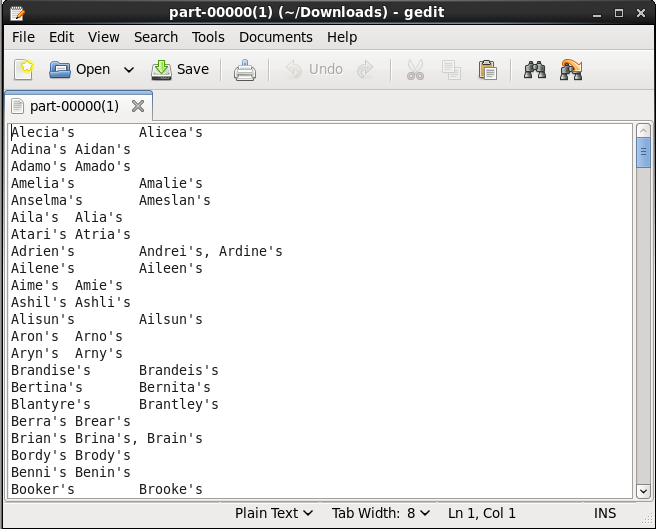 part-00000(1) (~/Downloads) - gedit
File Edit View Search Tools Documents Help
Open Save Undo
part-00000(1)
Alecia's Alicea's
Adina's Aidan's
Adamo's Amado's
Amelia's Amalie's
Anselma's Ameslan's
Aila's Alia's
Atari's Atria's
Adrien's Andrei's, Ardine's
Ailene's Aileen's
Aime's Amie's
Ashil's Ashli's
Alisun's Ailsun's
Aron's Arno's
Aryn's Arny's
Brandise's Brandeis's
Bertina's Bernita's
Blantyre's Brantley's
Berra's Brear's
Brian's Brina's, Brain's
Bordy's Brody's
Benni's Benin's
Booker's Brooke's
Plain Text Tab Width: 8 Ln 1, Col 1 INS